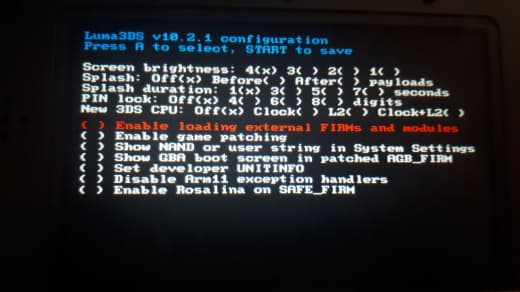 Luma3DS v10.2.1 configuration
Press A to select, START to save
Screen brightness: 4(x) 3( ) 2( ) 1( )
Splash: Off(x) Before( ) After( ) payloads
Splash duration: 1(x) 3( ) 5( ) 7( ) seconds
PIN lock: Off(x) 4( ) 6( ) 8( ) digits
New 3DS CPU: Off(x) Clock( ) L2( ) Clock+L2( )
( ) Enable loading external FIRMs and modules
( ) Enable game patching
( ) Show NAND or user string in System Settings
( ) Show GBA boot screen in patched AGB_FIRM
( ) Set developer UNITINFO
( ) Disable Arm11 exception handlers
( ) Enable Rosalina on SAFE_FIRM